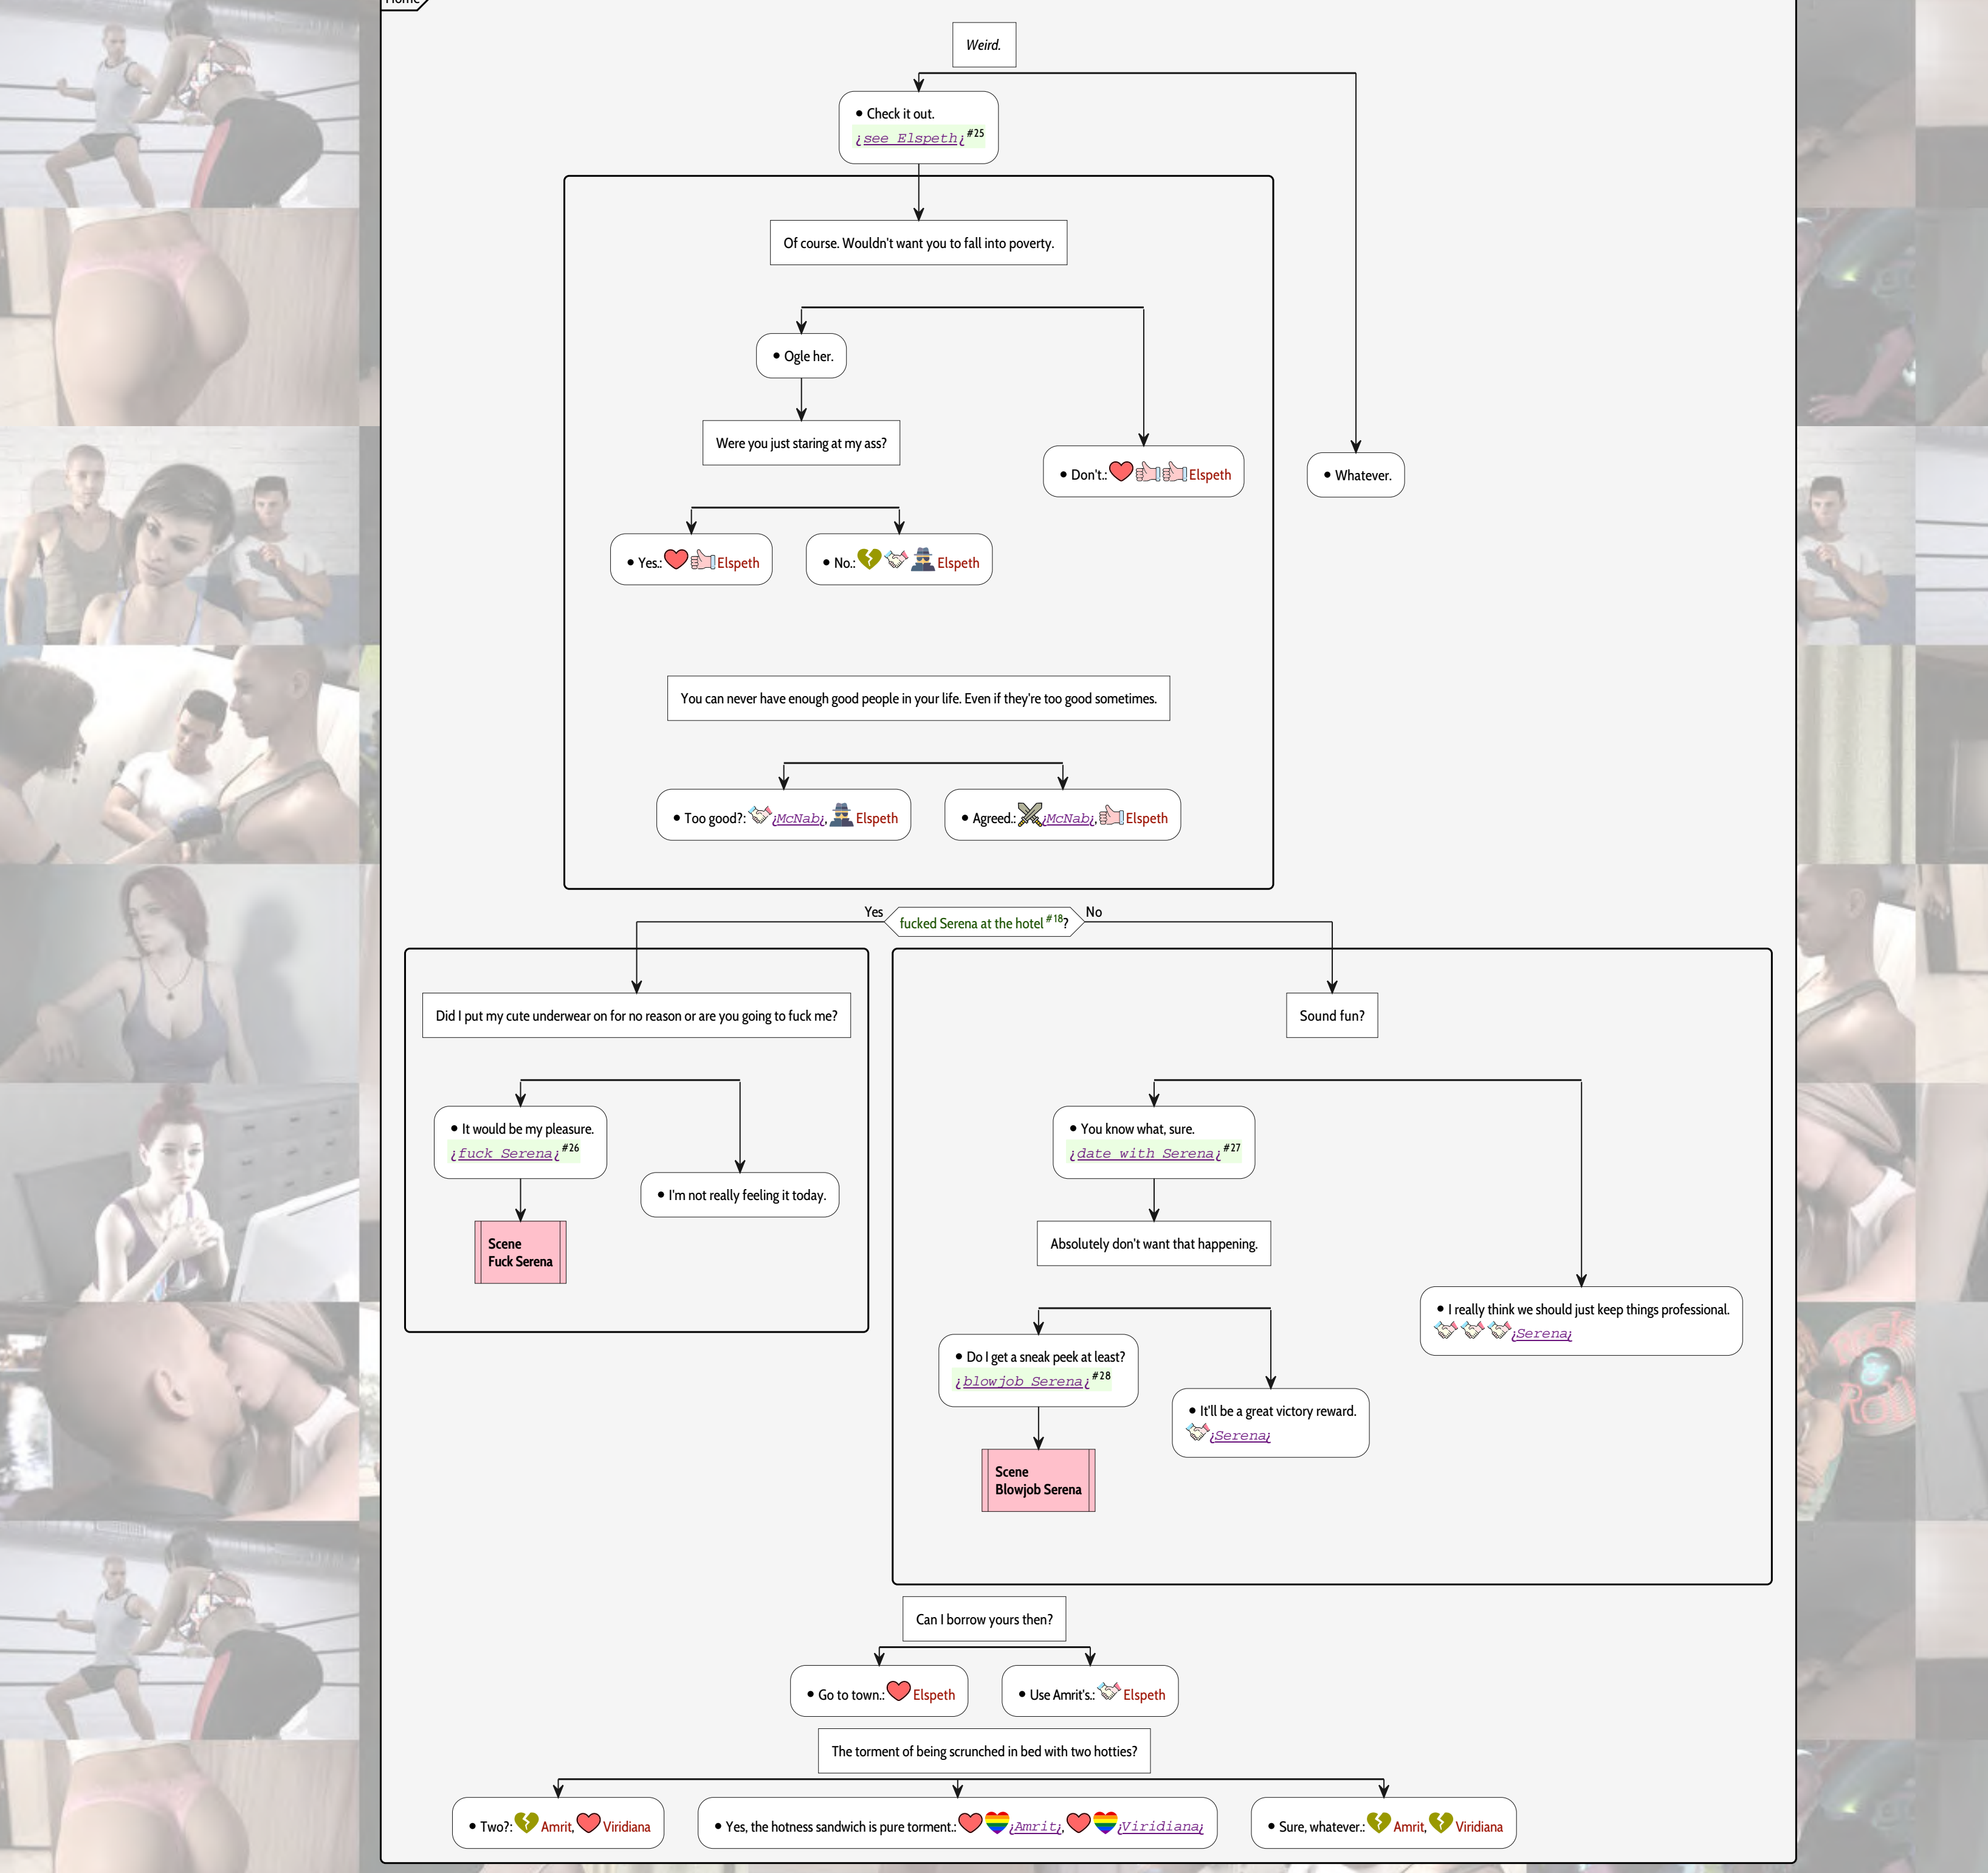 Home
Weird.
• Check it out.
¿see Elspeth¿ #25
Of course. Wouldn't want you to fall into poverty.
• Ogle her.
Were you just staring at my ass?
• Don't.: Elspeth
• Whatever.
• Yes.: Elspeth
• No.: Elspeth
You can never have enough good people in your life. Even if they're too good sometimes.
• Too good?: ¿McNab¿, Elspeth
• Agreed.: ¿McNab¿, Elspeth
Yes
fucked Serena at the hotel #18?
No
Did I put my cute underwear on for no reason or are you going to fuck me?
• It would be my pleasure.
¿fuck Serena¿ #26
• I'm not really feeling it today.
Scene
Fuck Serena
Sound fun?
• You know what, sure.
¿date with Serena¿ #27
Absolutely don't want that happening.
• I really think we should just keep things professional.
¿Serena¿
• Do I get a sneak peek at least?
¿blowjob Serena¿ #28
• It'll be a great victory reward.
¿Serena¿
Scene
Blowjob Serena
Can I borrow yours then?
• Go to town.: Elspeth
• Use Amrit's.: Elspeth
The torment of being scrunched in bed with two hotties?
• Two?: Amrit, Viridiana
• Yes, the hotness sandwich is pure torment.: ¿Amrit¿, ¿Viridiana¿
• Sure, whatever.: Amrit, Viridiana
ROCK
&
ROLL